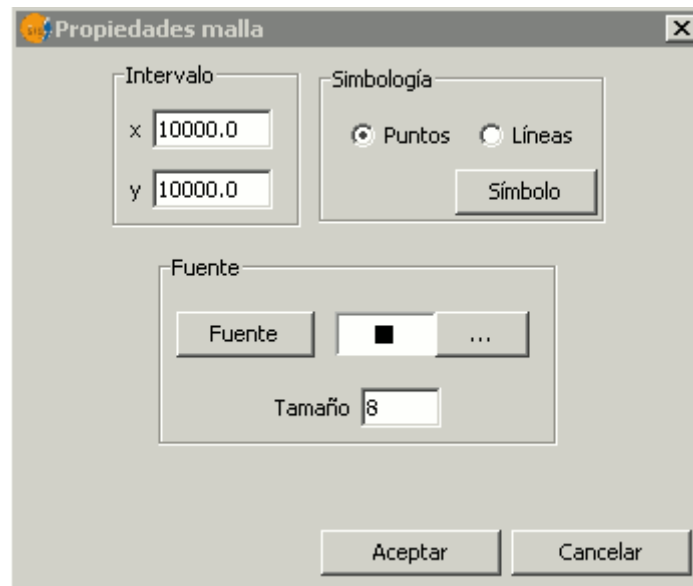 Propiedades malla
Intervalo
x 10000.0
y 10000.0
Simbología
Puntos Líneas
Símbolo
Fuente
Fuente ...
Tamaño 8
Aceptar Cancelar